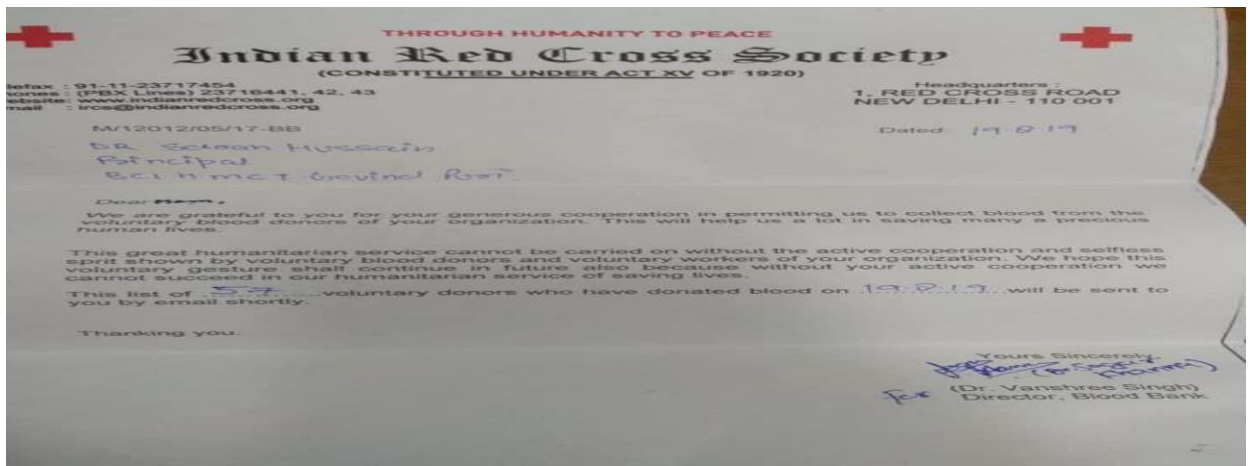 THROUGH HUMANITY TO PEACE
Indian Red Cross Society
(CONSTITUTED UNDER ACT XV OF 1920)
lefax : 91-11-23717454
ones : (PBX Lines) 23716441, 42, 43
ebsite: www.indianredcross.org
mail : ircs@indianredcross.org
Headquarters :
1, RED CROSS ROAD
NEW DELHI - 110 001
M/12012/05/17-BB
Dated 19.8.19
DR Hussain
Principal
BCIHMCT Govind Puri
Dear
We are grateful to you for your generous cooperation in permitting us to collect blood from the
voluntary blood donors of your organization. This will help us a lot in saving many a precious
human lives.
This great humanitarian service cannot be carried on without the active cooperation and selfless
sprit shown by voluntary blood donors and voluntary workers of your organization. We hope this
voluntary gesture shall continue in future also because without your active cooperation we
cannot succeed in our humanitarian servicing of saving lives.
This list of 57 voluntary donors who have donated blood on 19.8.19 will be sent to
you by email shortly.
Thanking you.
Yours Sincerely
For (Dr. Vanshree Singh)
Director, Blood Bank